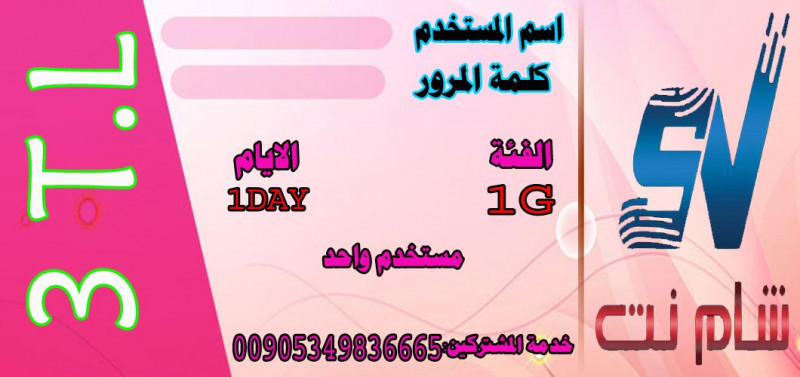 اسم المستخدم
كلمة المرور
الفئة
1G
الايام
1DAY
مستخدم واحد
خدمة المشتركين:00905349836665
3 T.L
SN
شام نت